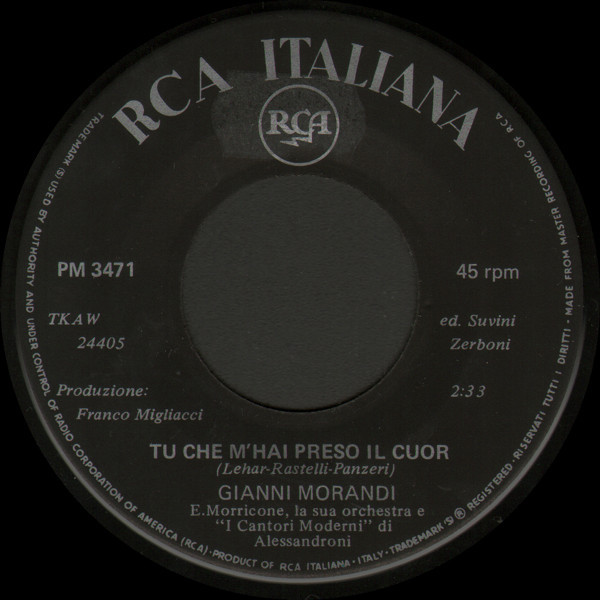 RCA ITALIANA
RCA
PM 3471
45 rpm
TKAW
24405
ed. Suvini
Zerboni
Produzione:
Franco Migliacci
2:33
TU CHE M'HAI PRESO IL CUOR
(Lehar-Rastelli-Panzeri)
GIANNI MORANDI
E.Morricone, la sua orchestra e
“I Cantori Moderni” di
Alessandroni
TRADEMARK (S) USED BY AUTHORITY AND UNDER CONTROL OF RADIO CORPORATION OF AMERICA (RCA)-PRODUCT OF RCA ITALIANA-ITALY-TRADEMARK(S) ® REGISTERED-RISERVATI TUTTI I DIRITTI - MADE FROM MASTER RECORDING OF RCA